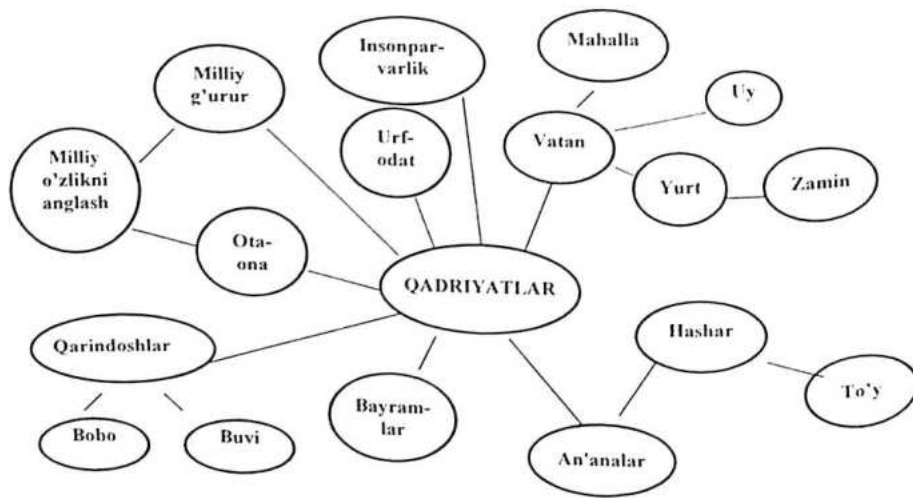 Mahalla
Insonpar-
varlik
Milliy
g'urur
Uy
Urf-
odat
Vatan
Milliy
o'zlikni
anglash
Yurt
Zamin
Ota-
ona
QADRIYATLAR
Hashar
Qarindoshlar
To'y
Bayram-
lar
Bobo
Buvi
An'analar